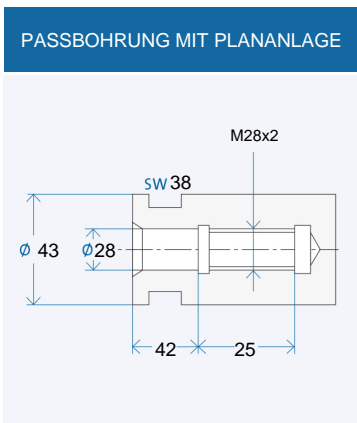 PASSBOHRUNG MIT PLANANLAGE
M28x2
SW 38
Ø 43
Ø28
42
25